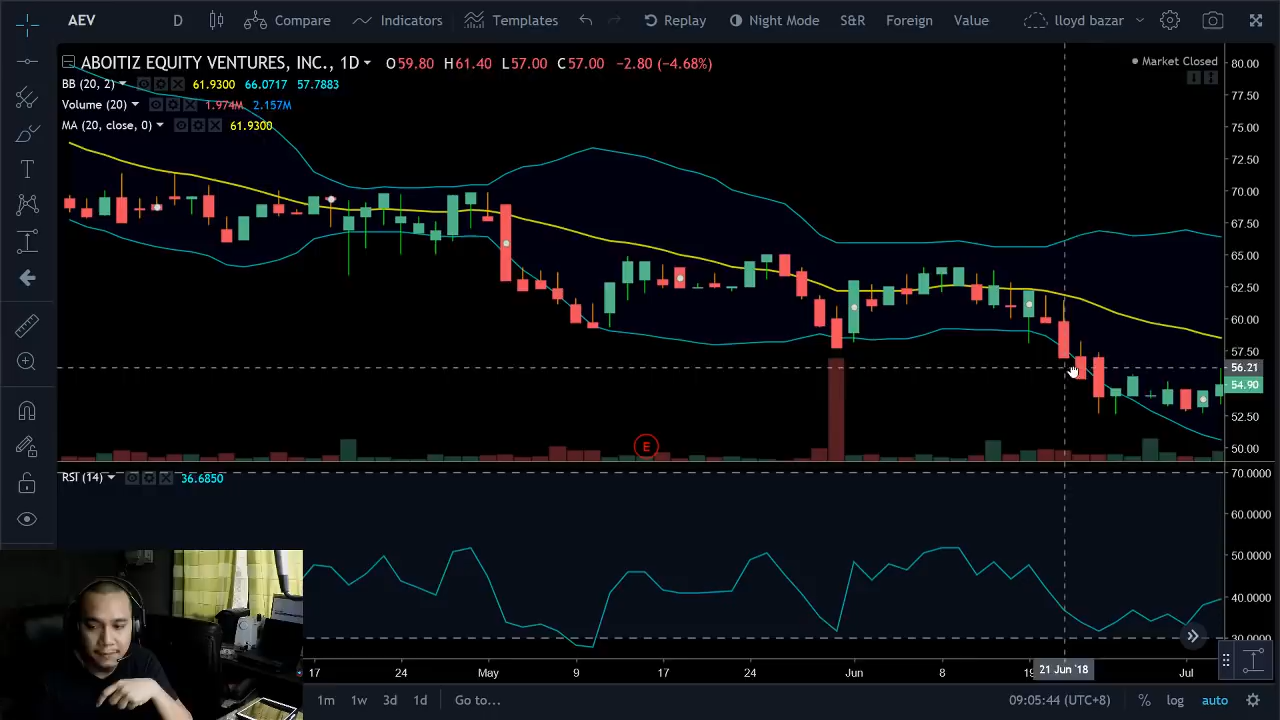 AEV D Compare Indicators Templates Replay Night Mode S&R Foreign Value lloyd bazar
ABOITIZ EQUITY VENTURES, INC., 1D O59.80 H61.40 L57.00 C57.00 -2.80 (-4.68%)
Market Closed
BB (20, 2) 61.9300 66.0717 57.7883
Volume (20) 1.974M 2.157M
MA (20, close, 0) 61.9300
80.00
77.50
75.00
72.50
70.00
67.50
65.00
62.50
60.00
57.50
56.21
54.90
52.50
50.00
E
RSI (14) 36.6850
70.0000
60.0000
50.0000
40.0000
30.0000
17 24 May 9 17 24 Jun 8 19 21 Jun '18 Jul
1m 1w 3d 1d Go to... 09:05:44 (UTC+8) % log auto